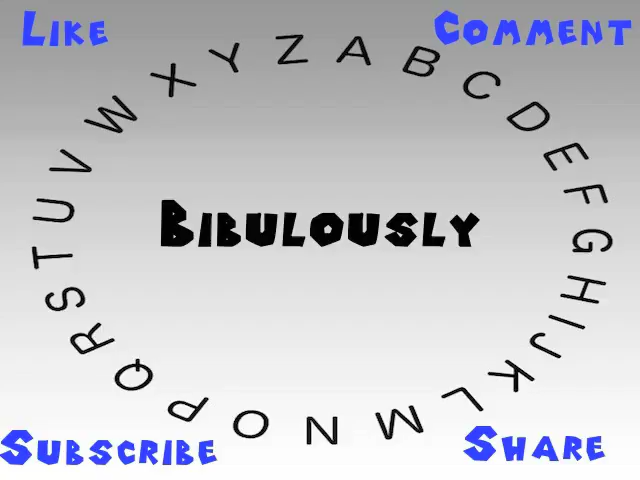 Like
Comment
A B C D E F G H I J K L M N O P Q R S T U V W X Y Z
Bibulously
Subscribe
Share